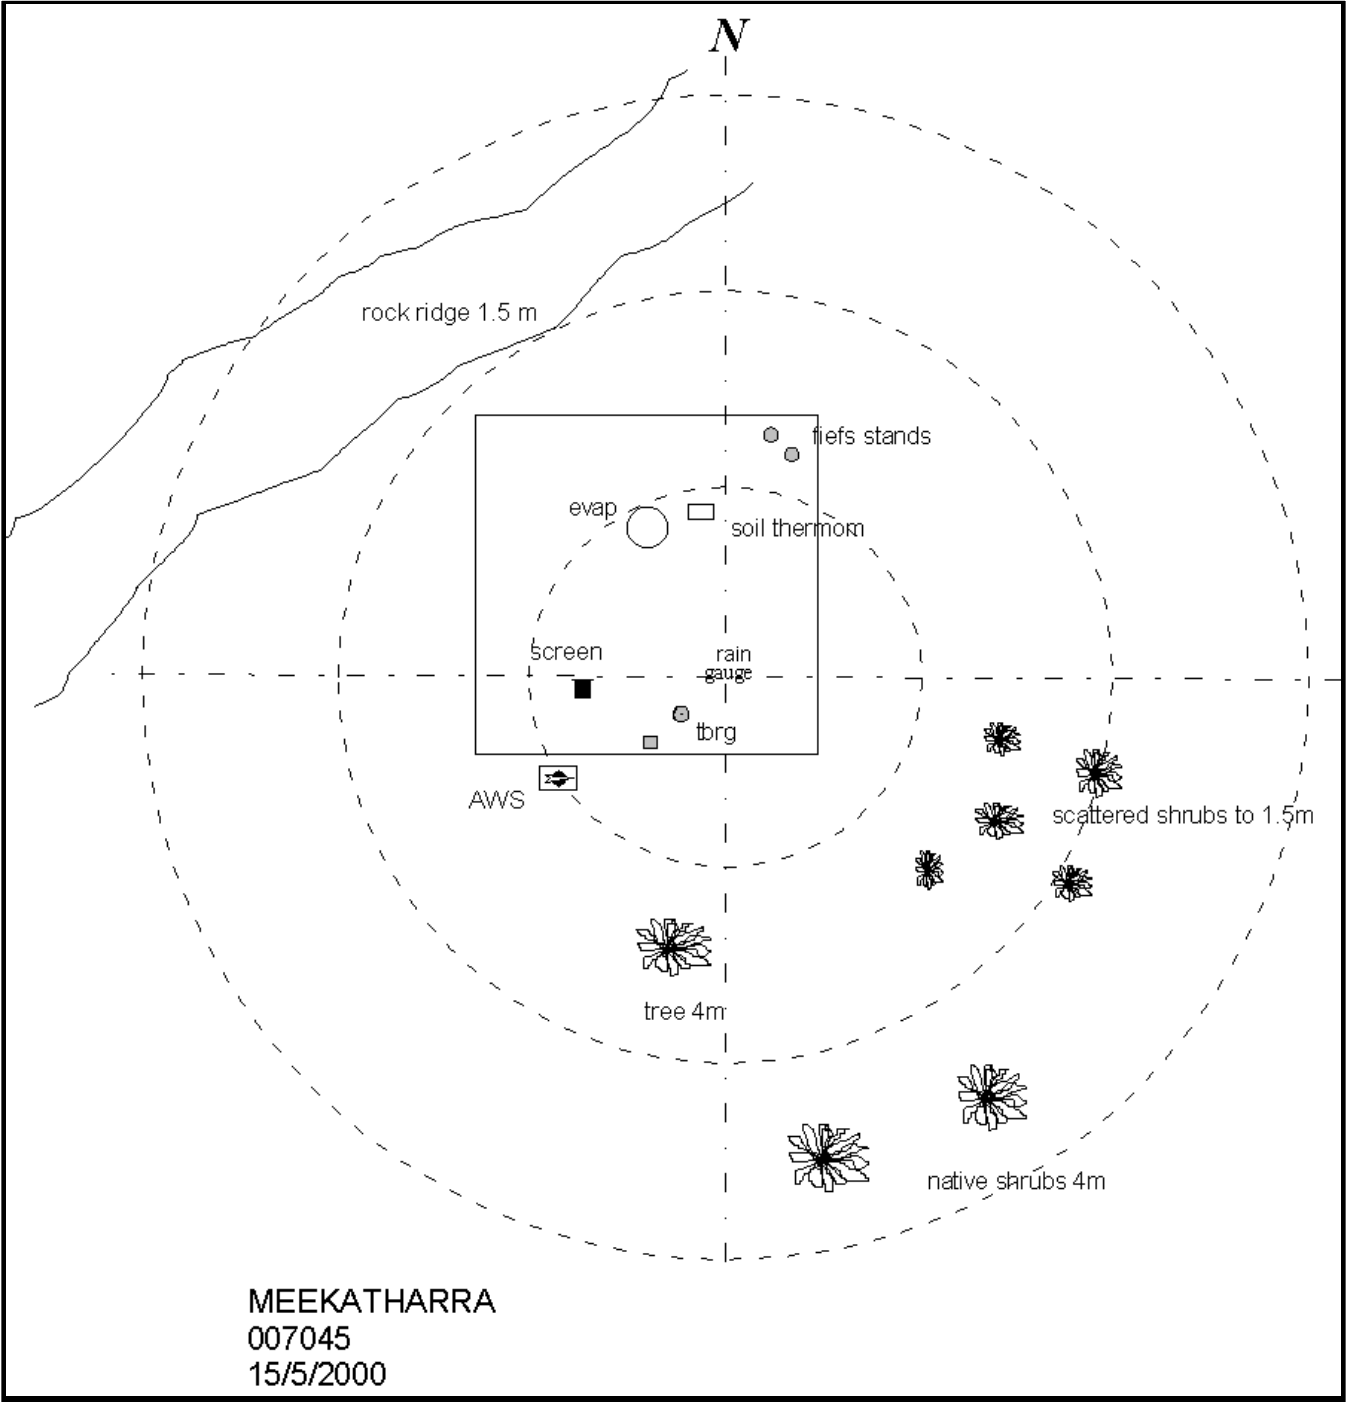 N
rock ridge 1.5 m
fiefs stands
evap
soil thermom
screen
rain
gauge
tbrg
AWS
scattered shrubs to 1.5m
tree 4m
native shrubs 4m
MEEKATHARRA
007045
15/5/2000